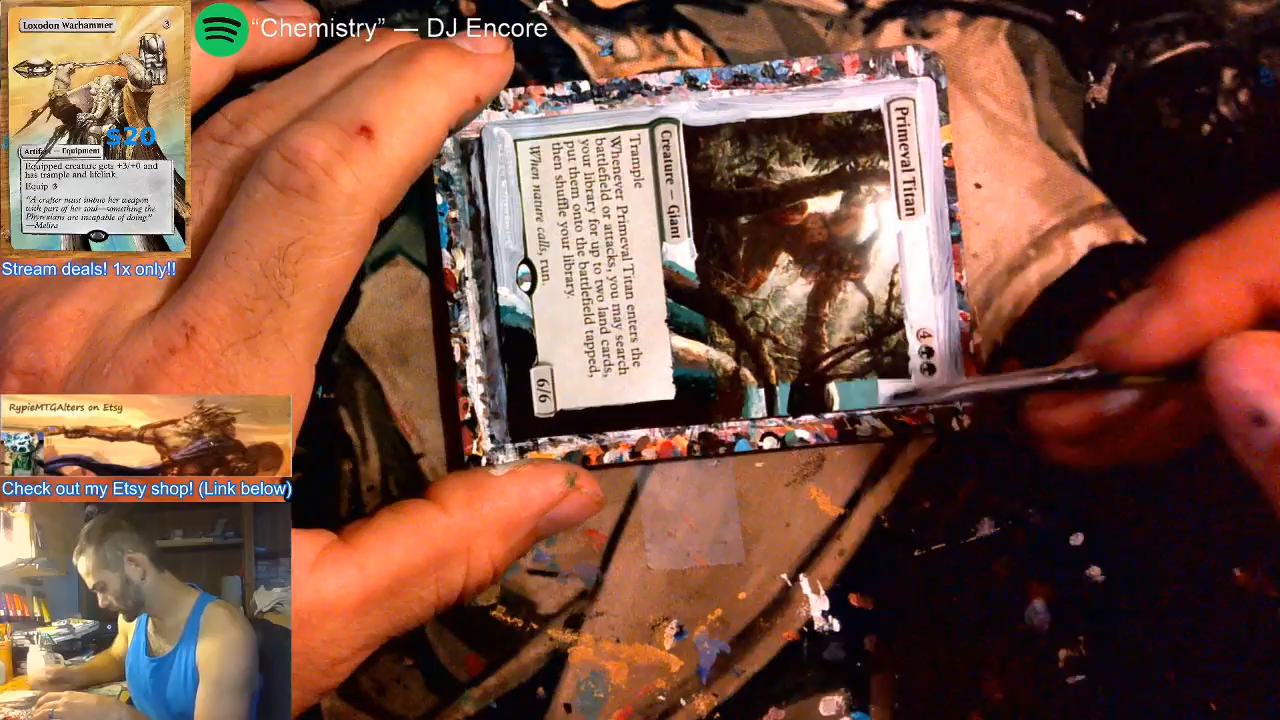 Loxodon Warhammer 3
$20
Artifact — Equipment
Equipped creature gets +3/+0 and
has trample and lifelink.
Equip 3
"A crafter must imbue her weapon
with part of her soul—something the
Phyrexians are incapable of doing."
—Melira
Stream deals! 1x only!!
"Chemistry" — DJ Encore
Primeval Titan
4
Creature — Giant
Trample
Whenever Primeval Titan enters the
battlefield or attacks, you may search
your library for up to two land cards,
put them onto the battlefield tapped,
then shuffle your library.
When nature calls, run.
6/6
RypieMTGAlters on Etsy
Check out my Etsy shop! (Link below)